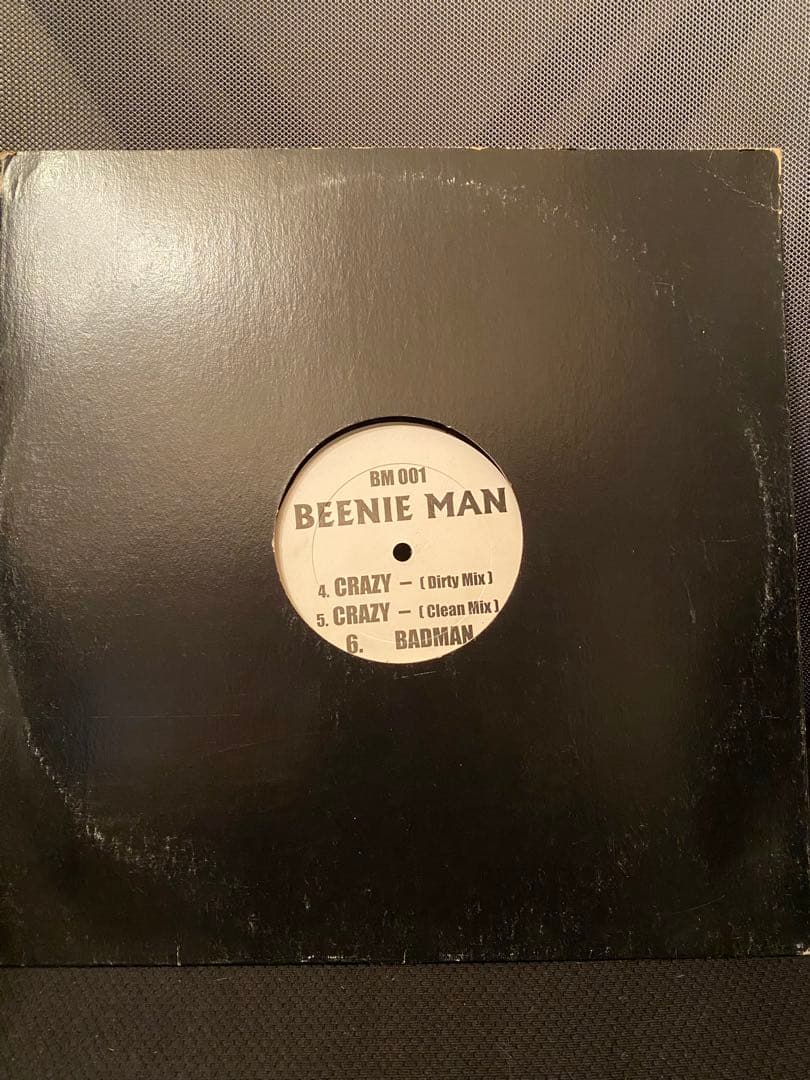 BM 001
BEENIE MAN
4. CRAZY – ( Dirty Mix )
5. CRAZY – ( Clean Mix )
6. BADMAN